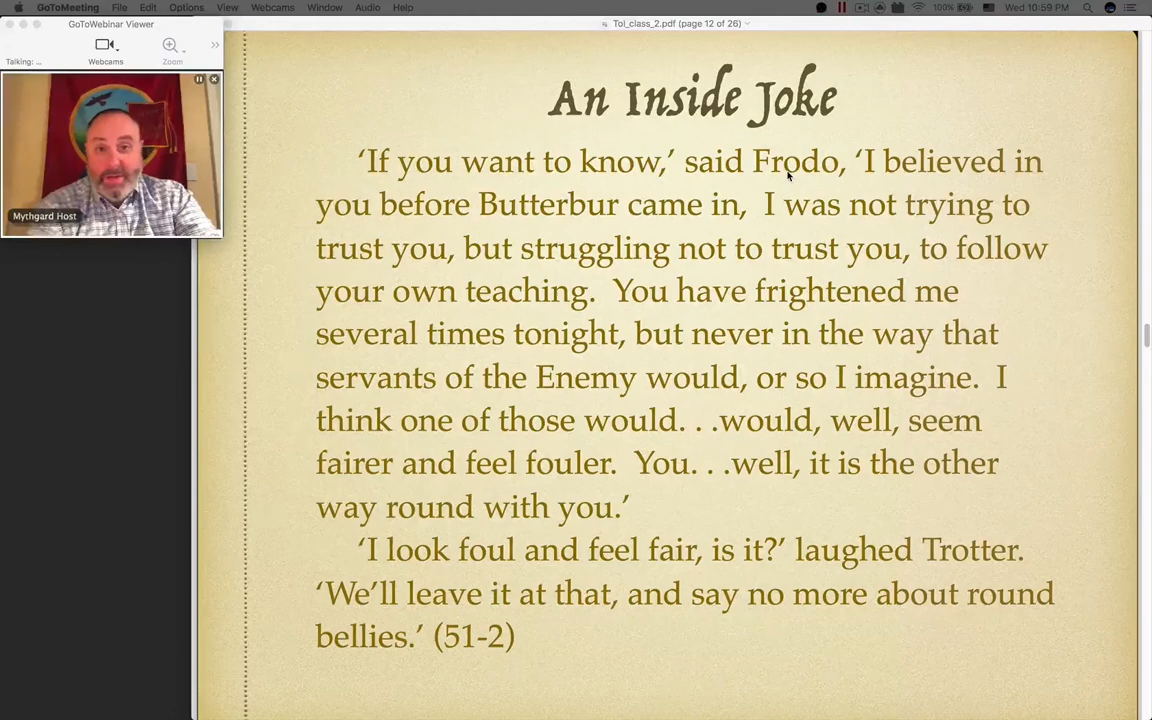 GoToMeeting File Edit View Webcams Window Audio Help
100% Wed 10:59 PM
GoToWebinar Viewer
ToI_class_2.pdf (page 12 of 26)
Talking: ...
Webcams
Zoom
Mythgard Host
An Inside Joke
‘If you want to know,’ said Frodo, ‘I believed in
you before Butterbur came in, I was not trying to
trust you, but struggling not to trust you, to follow
your own teaching. You have frightened me
several times tonight, but never in the way that
servants of the Enemy would, or so I imagine. I
think one of those would. . .would, well, seem
fairer and feel fouler. You. . .well, it is the other
way round with you.’
‘I look foul and feel fair, is it?’ laughed Trotter.
‘We’ll leave it at that, and say no more about round
bellies.’ (51-2)